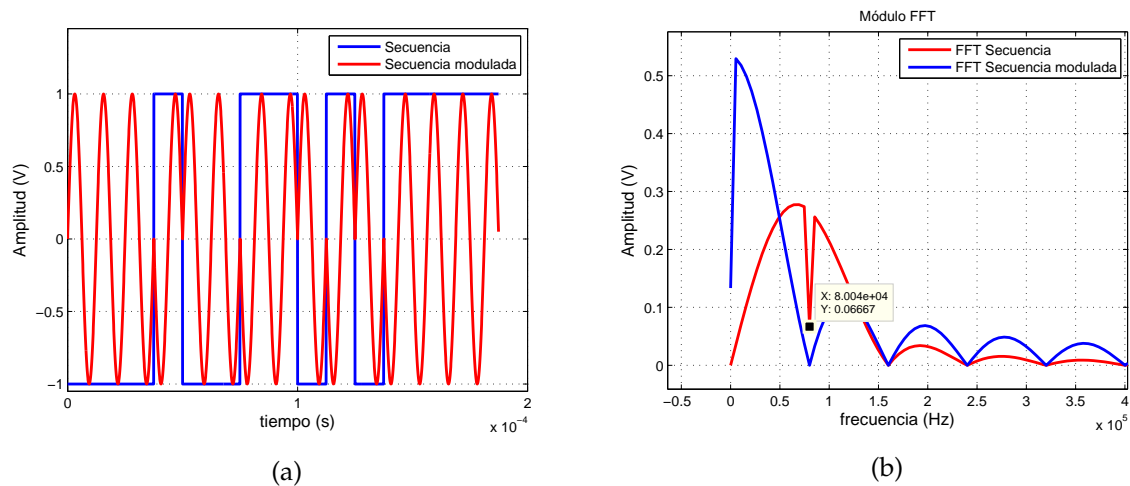 Secuencia
Secuencia modulada
1
0.5
0
−0.5
−1
Amplitud (V)
0
1
2
x 10⁻⁴
tiempo (s)
(a)
Módulo FFT
FFT Secuencia
FFT Secuencia modulada
0.5
0.4
0.3
0.2
0.1
0
Amplitud (V)
X: 8.004e+04
Y: 0.06667
−0.5
0
0.5
1
1.5
2
2.5
3
3.5
4
x 10⁵
frecuencia (Hz)
(b)